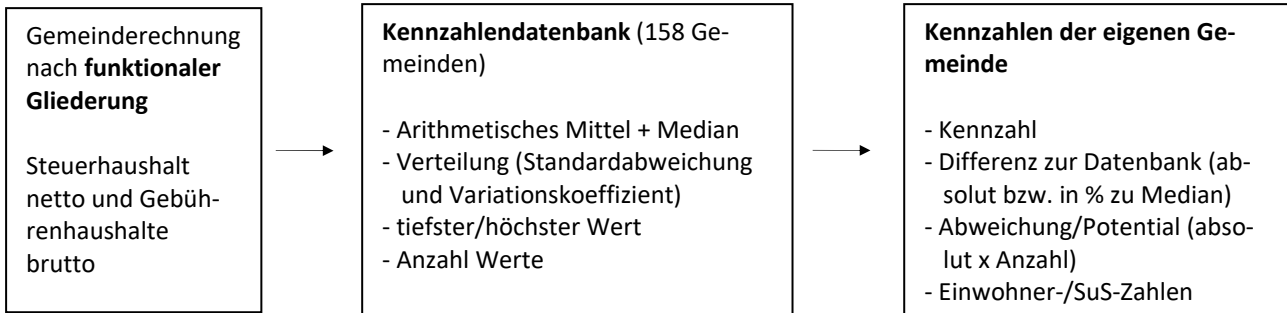 Gemeinderechnung
nach funktionaler
Gliederung
Steuerhaushalt
netto und Gebüh-
renhaushalte
brutto
Kennzahlendatenbank (158 Ge-
meinden)
- Arithmetisches Mittel + Median
- Verteilung (Standardabweichung
und Variationskoeffizient)
- tiefster/höchster Wert
- Anzahl Werte
Kennzahlen der eigenen Ge-
meinde
- Kennzahl
- Differenz zur Datenbank (ab-
solut bzw. in % zu Median)
- Abweichung/Potential (abso-
lut x Anzahl)
- Einwohner-/SuS-Zahlen